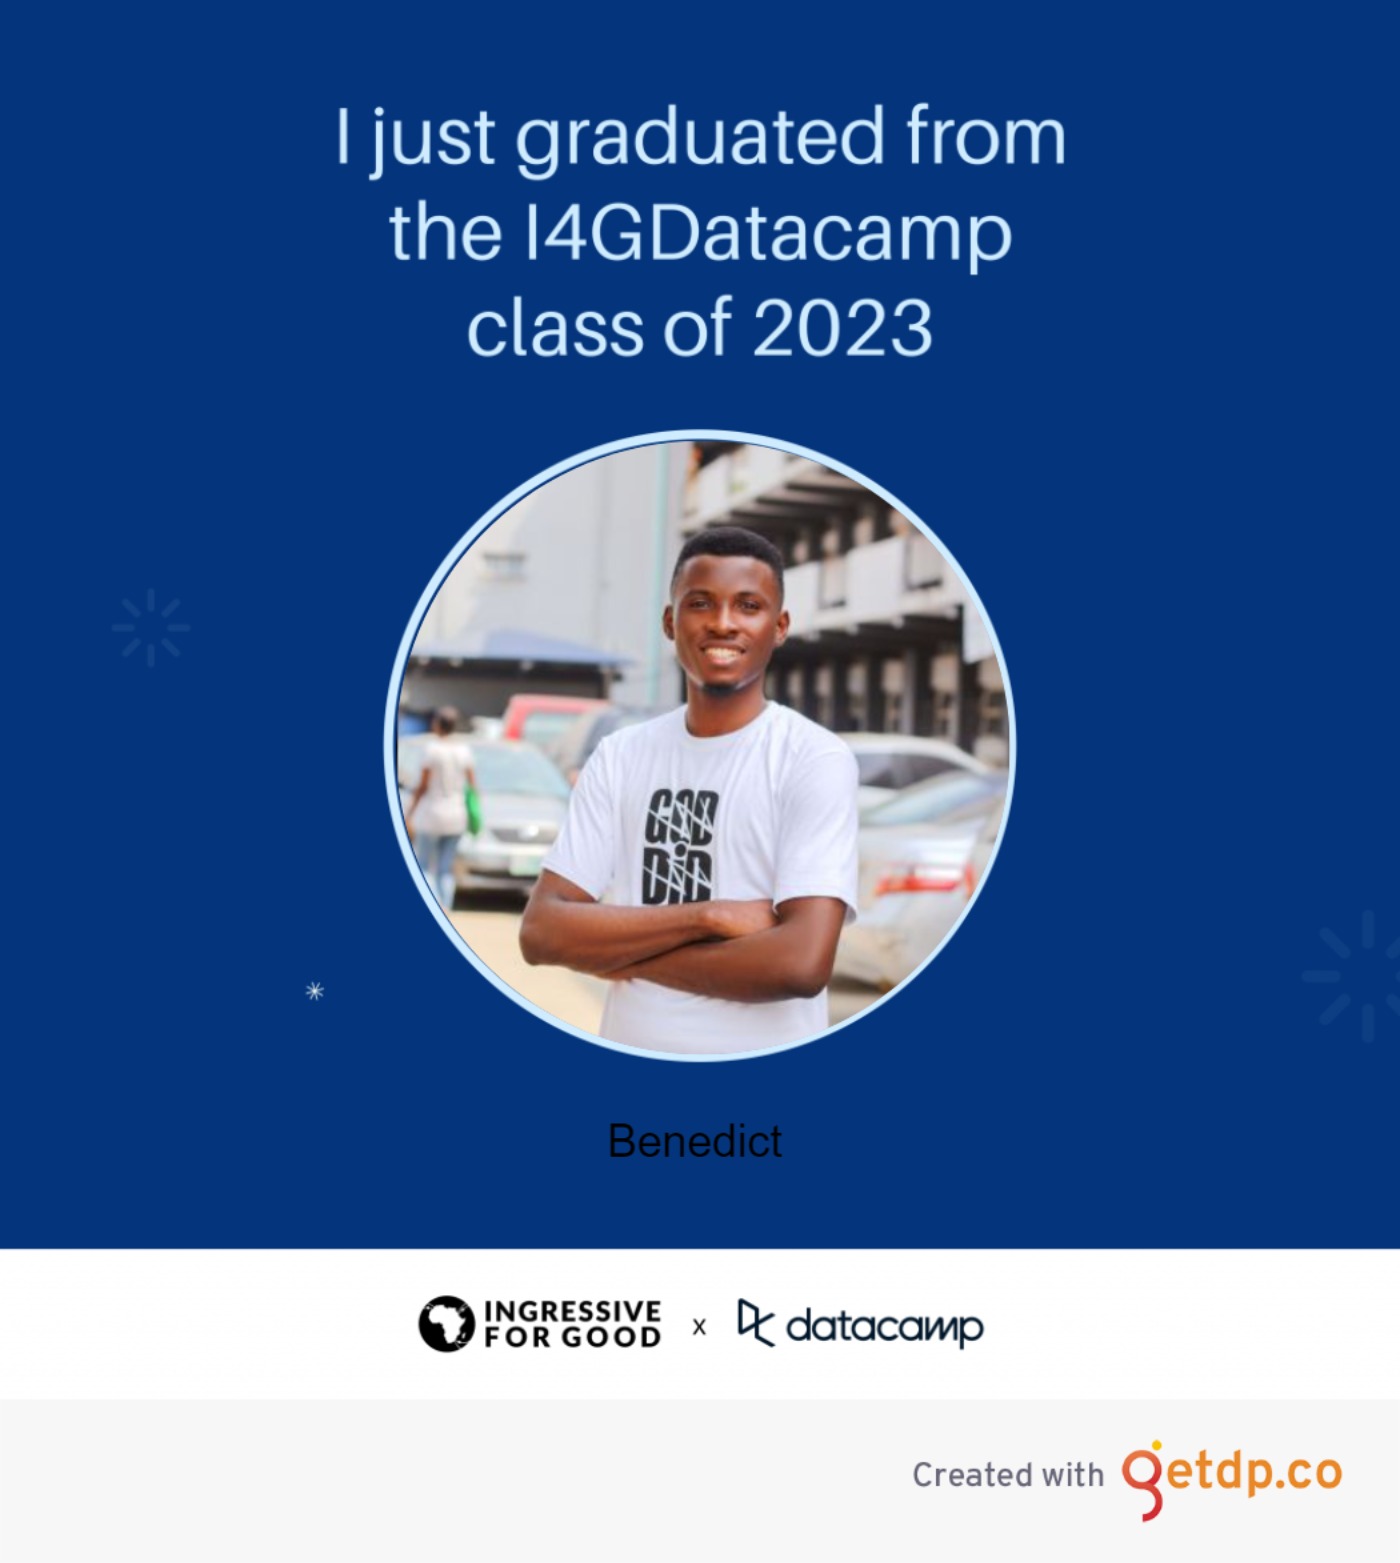 I just graduated from
the I4GDatacamp
class of 2023
GOD
DID
Benedict
INGRESSIVE
FOR GOOD
x
datacamp
Created with getdp.co